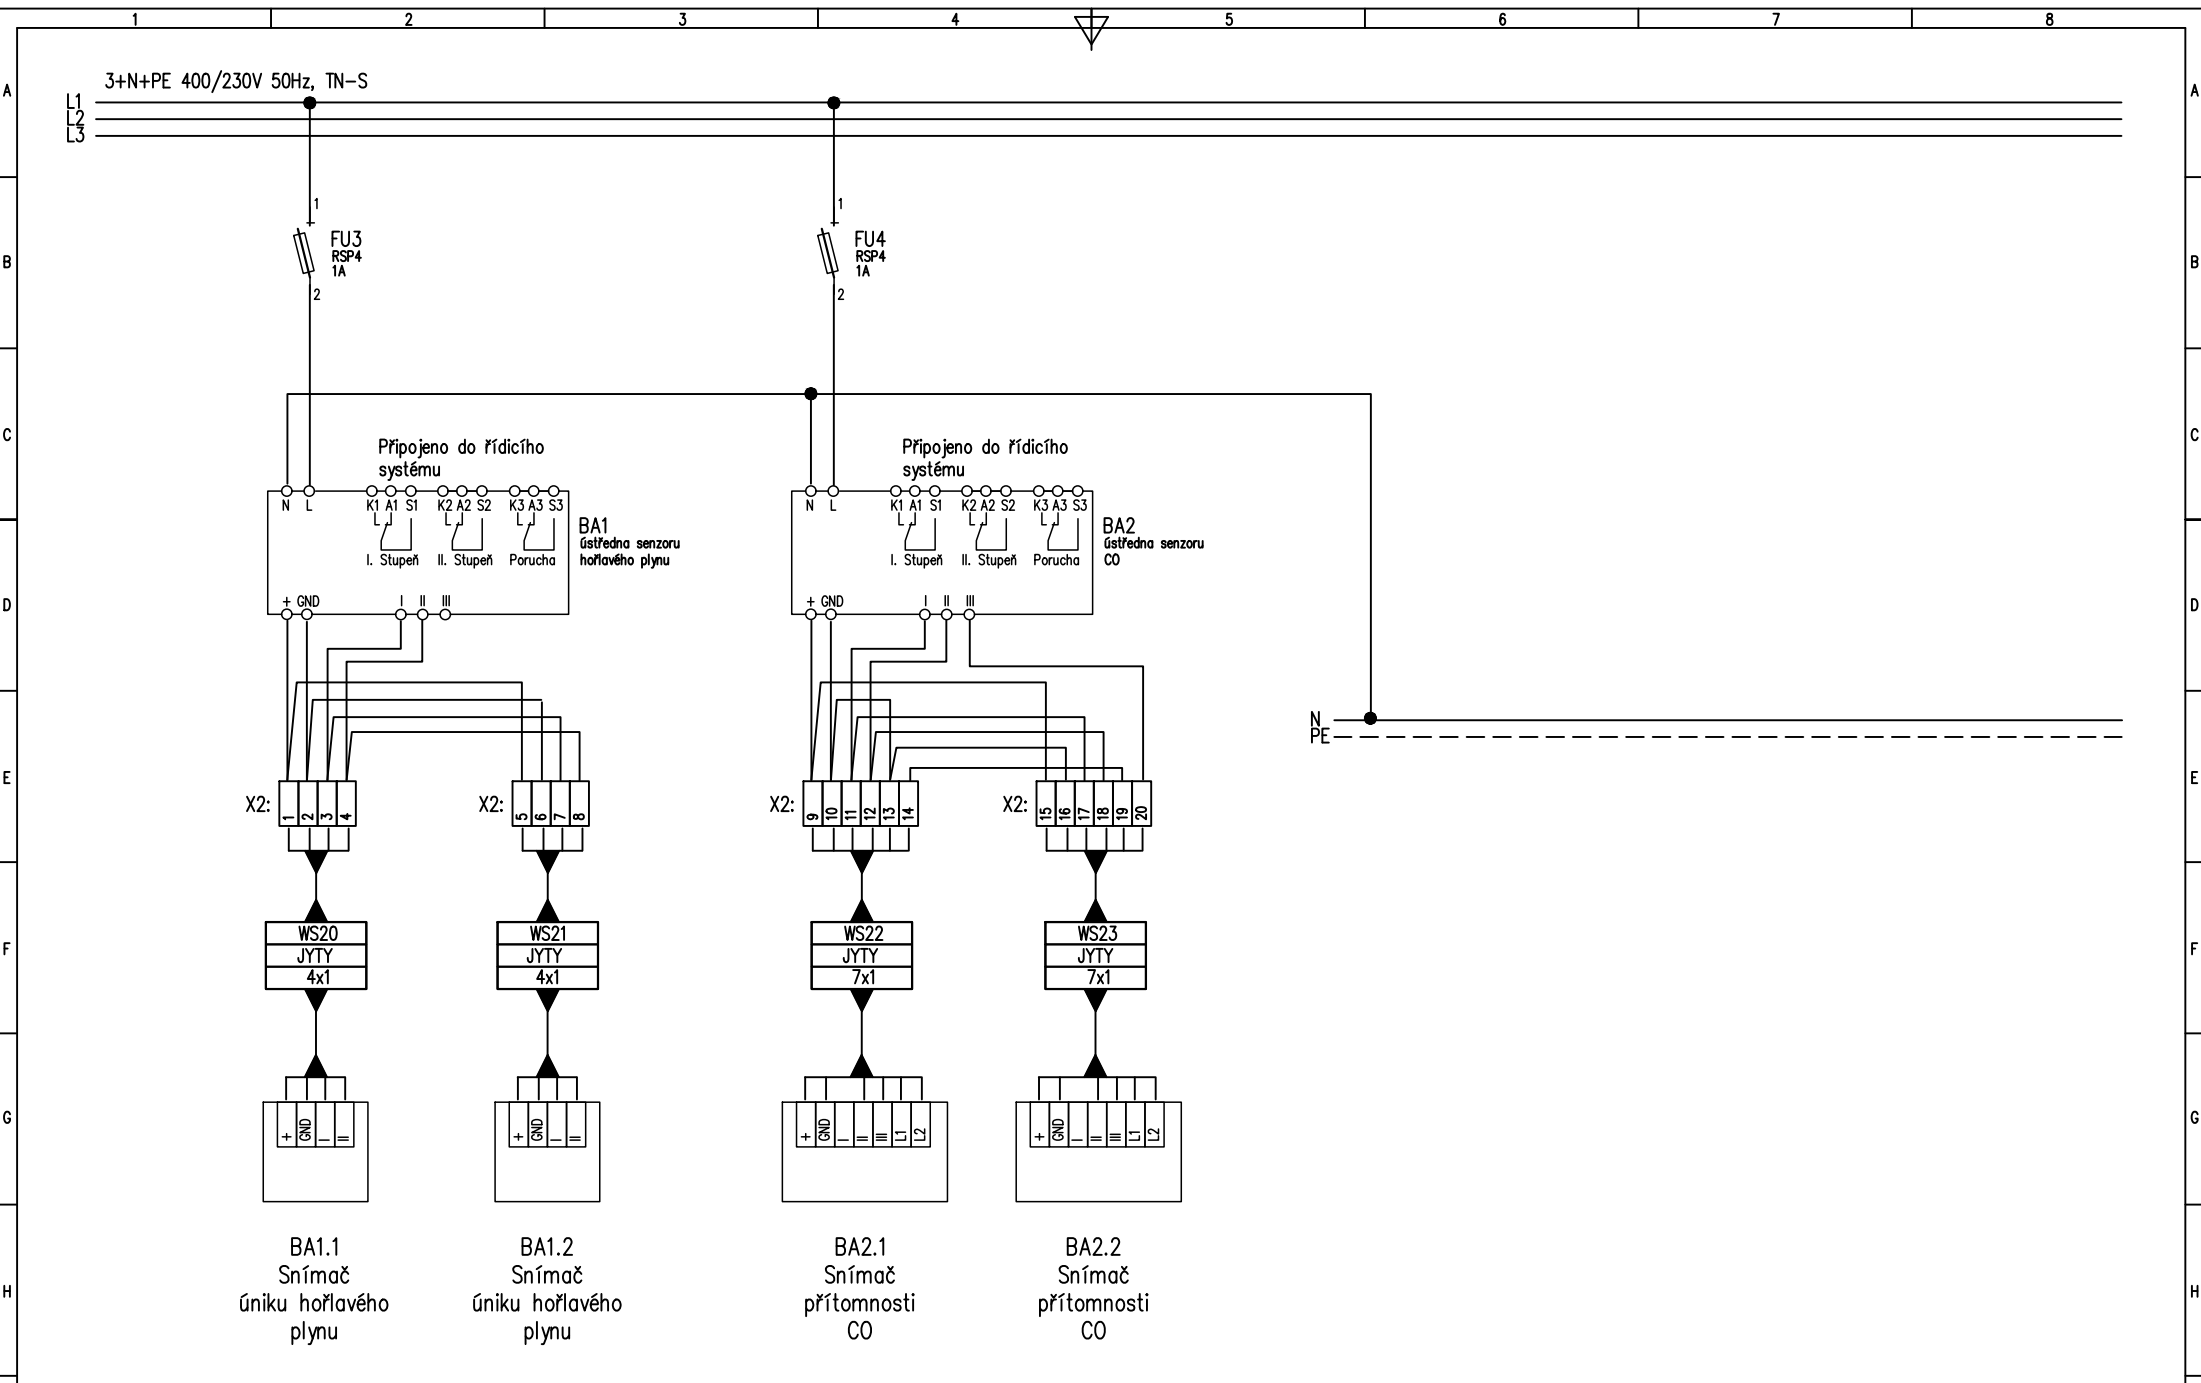 1 2 3 4 5 6 7 8
A A
3+N+PE 400/230V 50Hz, TN-S
L1
L2
L3
1 1
FU3 FU4
RSP4 RSP4
1A 1A
B B
2 2
C C
Připojeno do řídicího Připojeno do řídicího
systému systému
N L K1 A1 S1 K2 A2 S2 K3 A3 S3 N L K1 A1 S1 K2 A2 S2 K3 A3 S3
BA1 BA2
ústředna senzoru ústředna senzoru
I. Stupeň II. Stupeň Porucha hořlavého plynu I. Stupeň II. Stupeň Porucha CO
+ GND I II III + GND I II III
D D
N
PE
E E
X2: 1 2 3 4 X2: 5 6 7 8 X2: 9 10 11 12 13 14 X2: 15 16 17 18 19 20
WS20 WS21 WS22 WS23
F F
JYTY JYTY JYTY JYTY
4x1 4x1 7x1 7x1
G G
+ GND I II + GND I II + GND I II III L1 L2 + GND I II III L1 L2
BA1.1 BA1.2 BA2.1 BA2.2
Snímač Snímač Snímač Snímač
H H
úniku hořlavého úniku hořlavého přítomnosti přítomnosti
plynu plynu CO CO